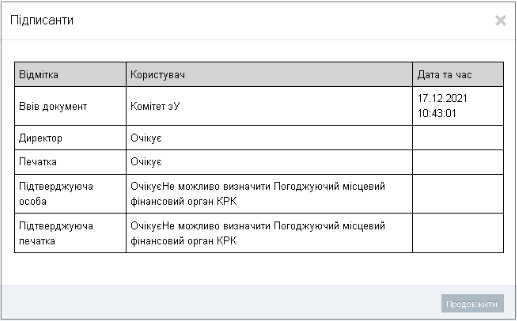 Підписанти
Відмітка Користувач Дата та час
Ввів документ Комітет зУ 17.12.2021
10:43:01
Директор Очікує
Печатка Очікує
Підтверджуюча ОчікуєНе можливо визначити Погоджуючий місцевий
особа фінансовий орган КРК
Підтверджуюча ОчікуєНе можливо визначити Погоджуючий місцевий
печатка фінансовий орган КРК
Продовжити